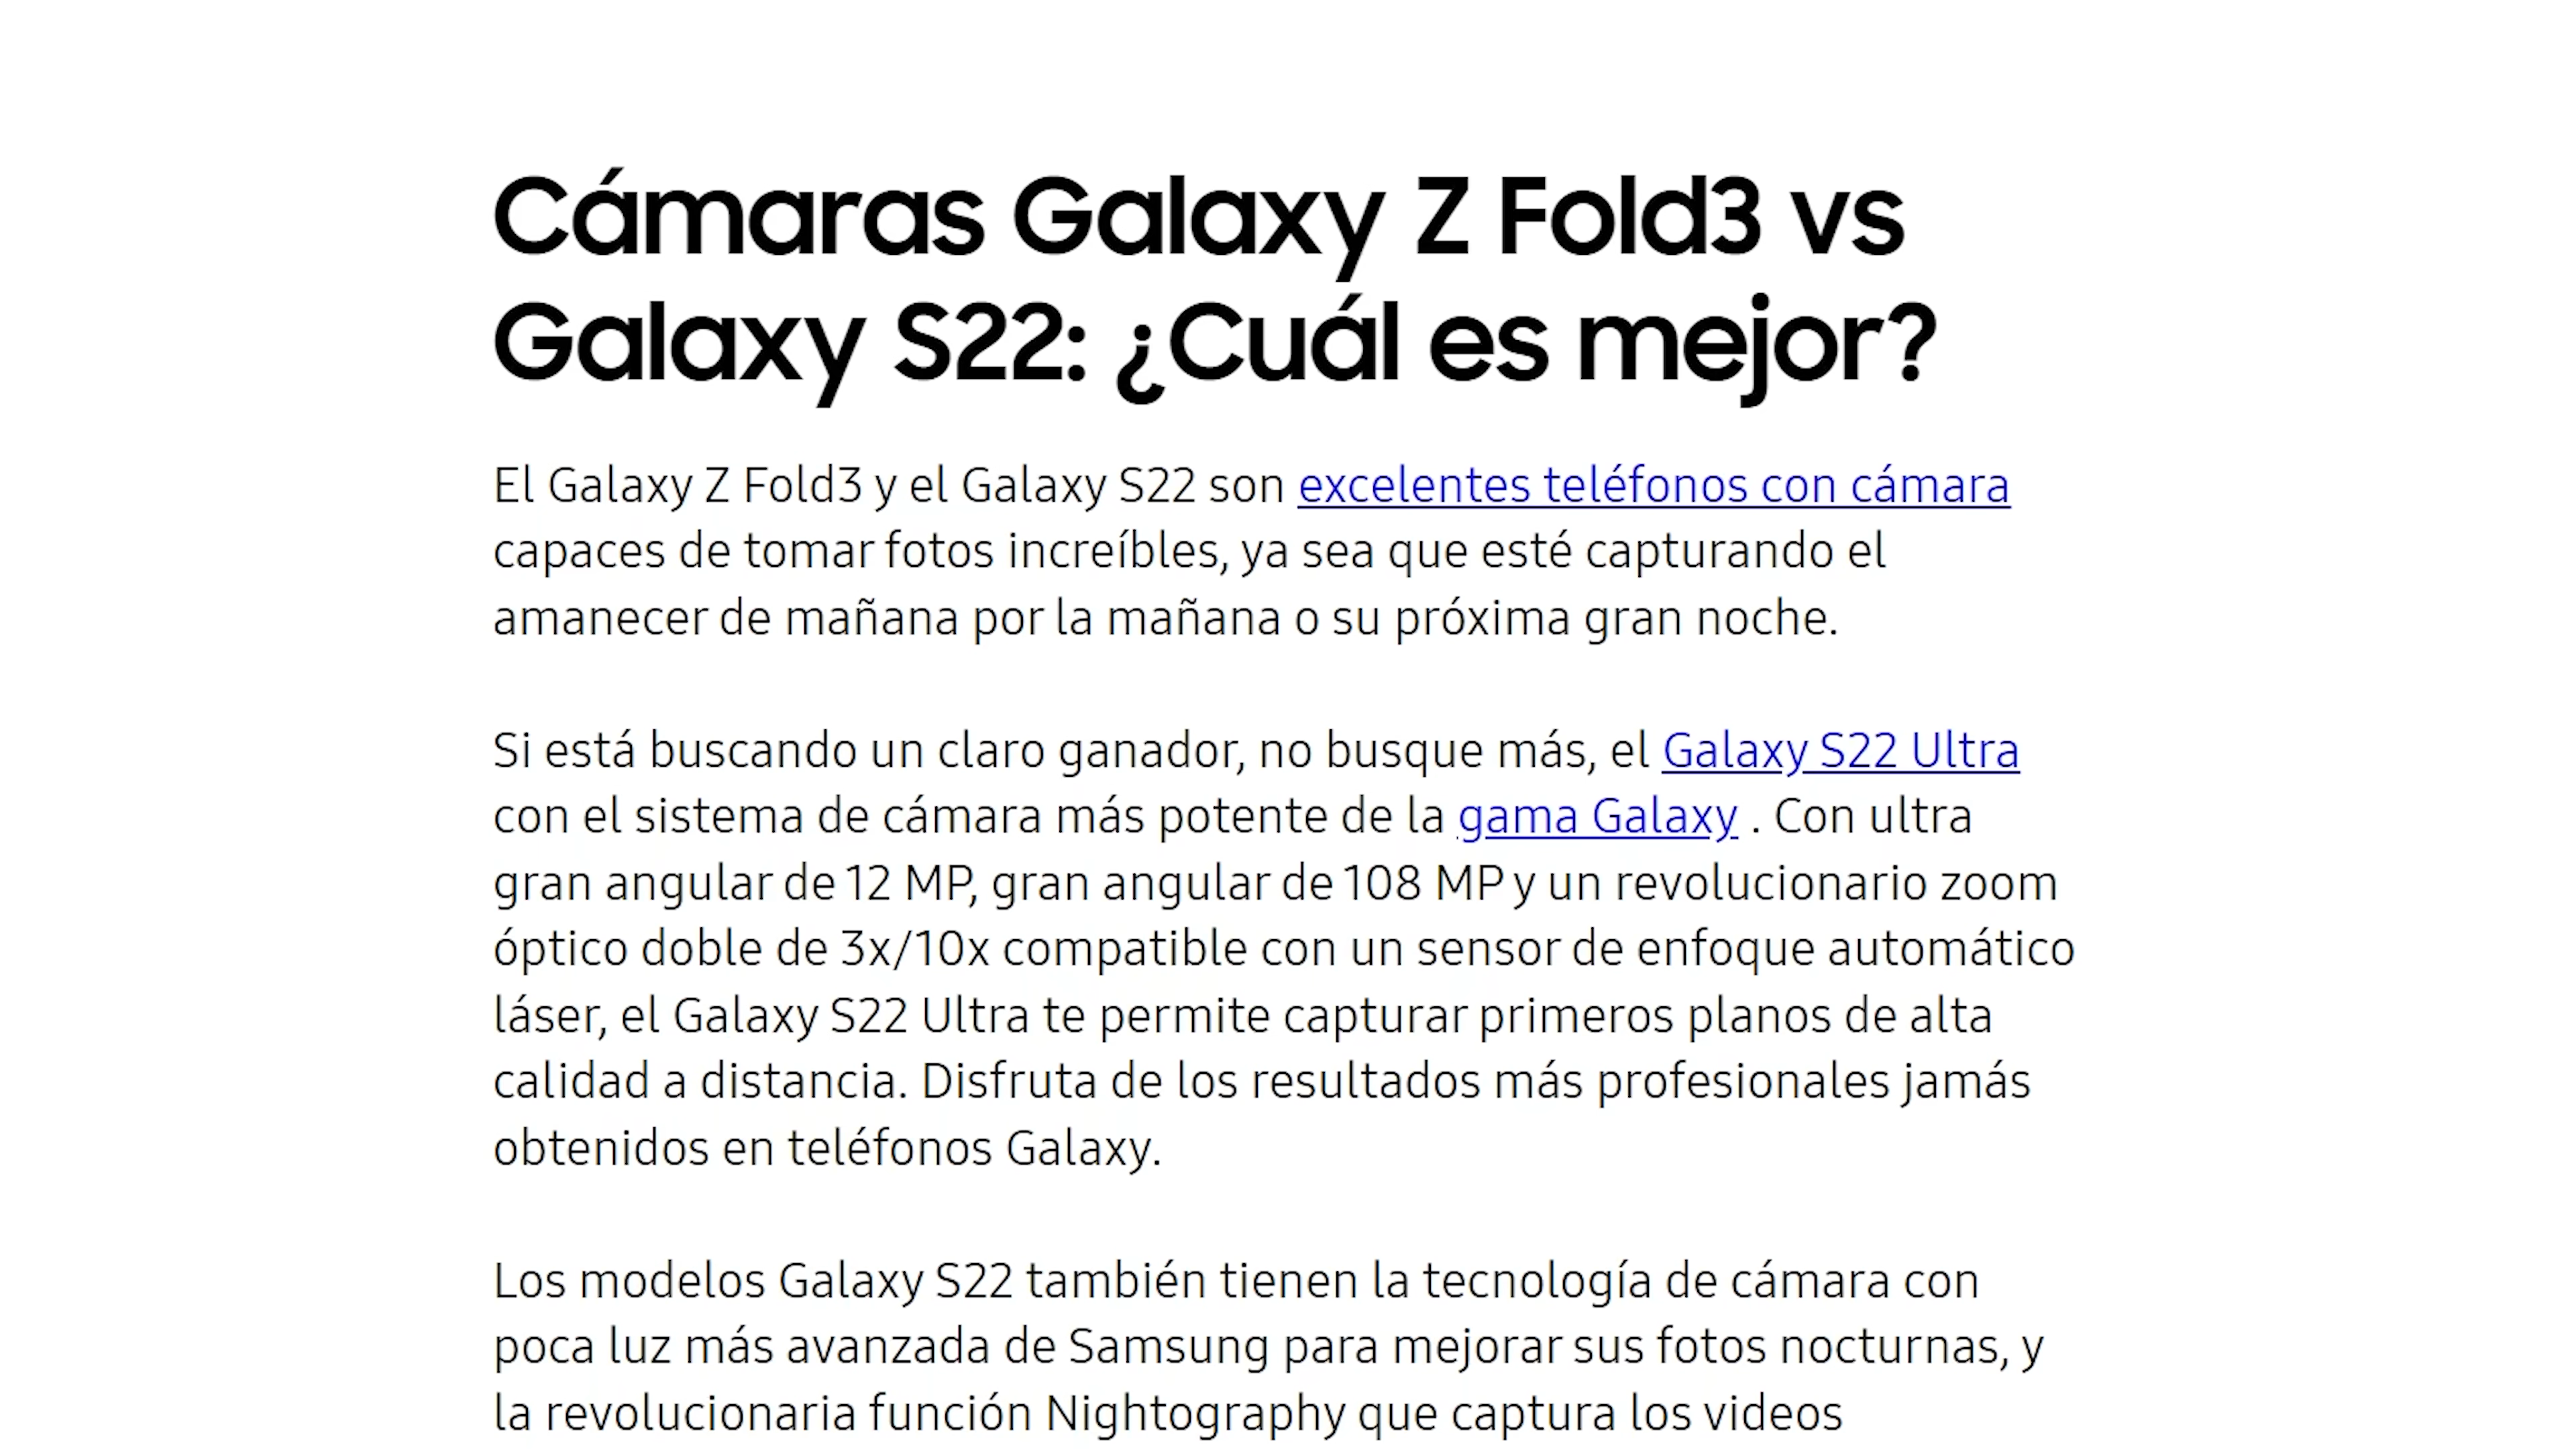 Cámaras Galaxy Z Fold3 vs
Galaxy S22: ¿Cuál es mejor?
El Galaxy Z Fold3 y el Galaxy S22 son excelentes teléfonos con cámara
capaces de tomar fotos increíbles, ya sea que esté capturando el
amanecer de mañana por la mañana o su próxima gran noche.
Si está buscando un claro ganador, no busque más, el Galaxy S22 Ultra
con el sistema de cámara más potente de la gama Galaxy . Con ultra
gran angular de 12 MP, gran angular de 108 MP y un revolucionario zoom
óptico doble de 3x/10x compatible con un sensor de enfoque automático
láser, el Galaxy S22 Ultra te permite capturar primeros planos de alta
calidad a distancia. Disfruta de los resultados más profesionales jamás
obtenidos en teléfonos Galaxy.
Los modelos Galaxy S22 también tienen la tecnología de cámara con
poca luz más avanzada de Samsung para mejorar sus fotos nocturnas, y
la revolucionaria función Nightography que captura los videos